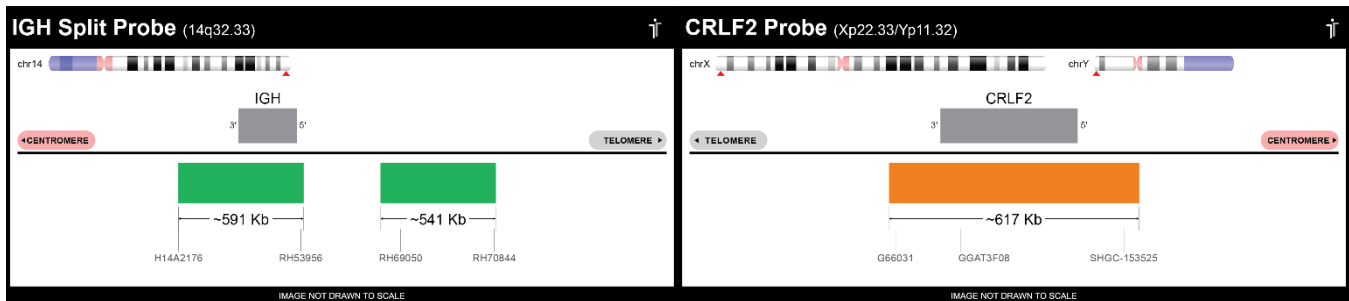 IGH Split Probe (14q32.33)
chr14
IGH
3' 5'
◂CENTROMERE
TELOMERE ▸
~591 Kb
~541 Kb
H14A2176
RH53956
RH69050
RH70844
IMAGE NOT DRAWN TO SCALE
CRLF2 Probe (Xp22.33/Yp11.32)
chrX
chrY
CRLF2
3' 5'
◂ TELOMERE
CENTROMERE▸
~617 Kb
G66031
GGAT3F08
SHGC-153525
IMAGE NOT DRAWN TO SCALE